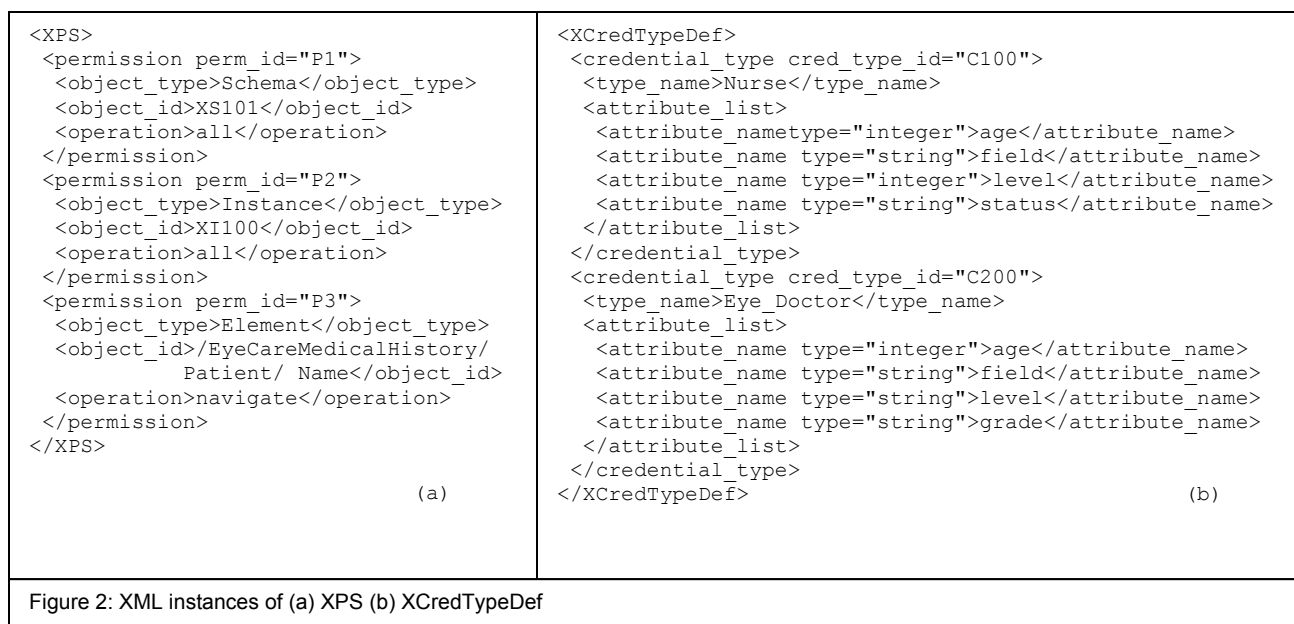 <XPS>
<permission perm_id="P1">
<object_type>Schema</object_type>
<object_id>XS101</object_id>
<operation>all</operation>
</permission>
<permission perm_id="P2">
<object_type>Instance</object_type>
<object_id>XI100</object_id>
<operation>all</operation>
</permission>
<permission perm_id="P3">
<object_type>Element</object_type>
<object_id>/EyeCareMedicalHistory/
Patient/ Name</object_id>
<operation>navigate</operation>
</permission>
</XPS>
(a)
<XCredTypeDef>
<credential_type cred_type_id="C100">
<type_name>Nurse</type_name>
<attribute_list>
<attribute_nametype="integer">age</attribute_name>
<attribute_name type="string">field</attribute_name>
<attribute_name type="integer">level</attribute_name>
<attribute_name type="string">status</attribute_name>
</attribute_list>
</credential_type>
<credential_type cred_type_id="C200">
<type_name>Eye_Doctor</type_name>
<attribute_list>
<attribute_name type="integer">age</attribute_name>
<attribute_name type="string">field</attribute_name>
<attribute_name type="string">level</attribute_name>
<attribute_name type="string">grade</attribute_name>
</attribute_list>
</credential_type>
</XCredTypeDef> (b)
Figure 2: XML instances of (a) XPS (b) XCredTypeDef